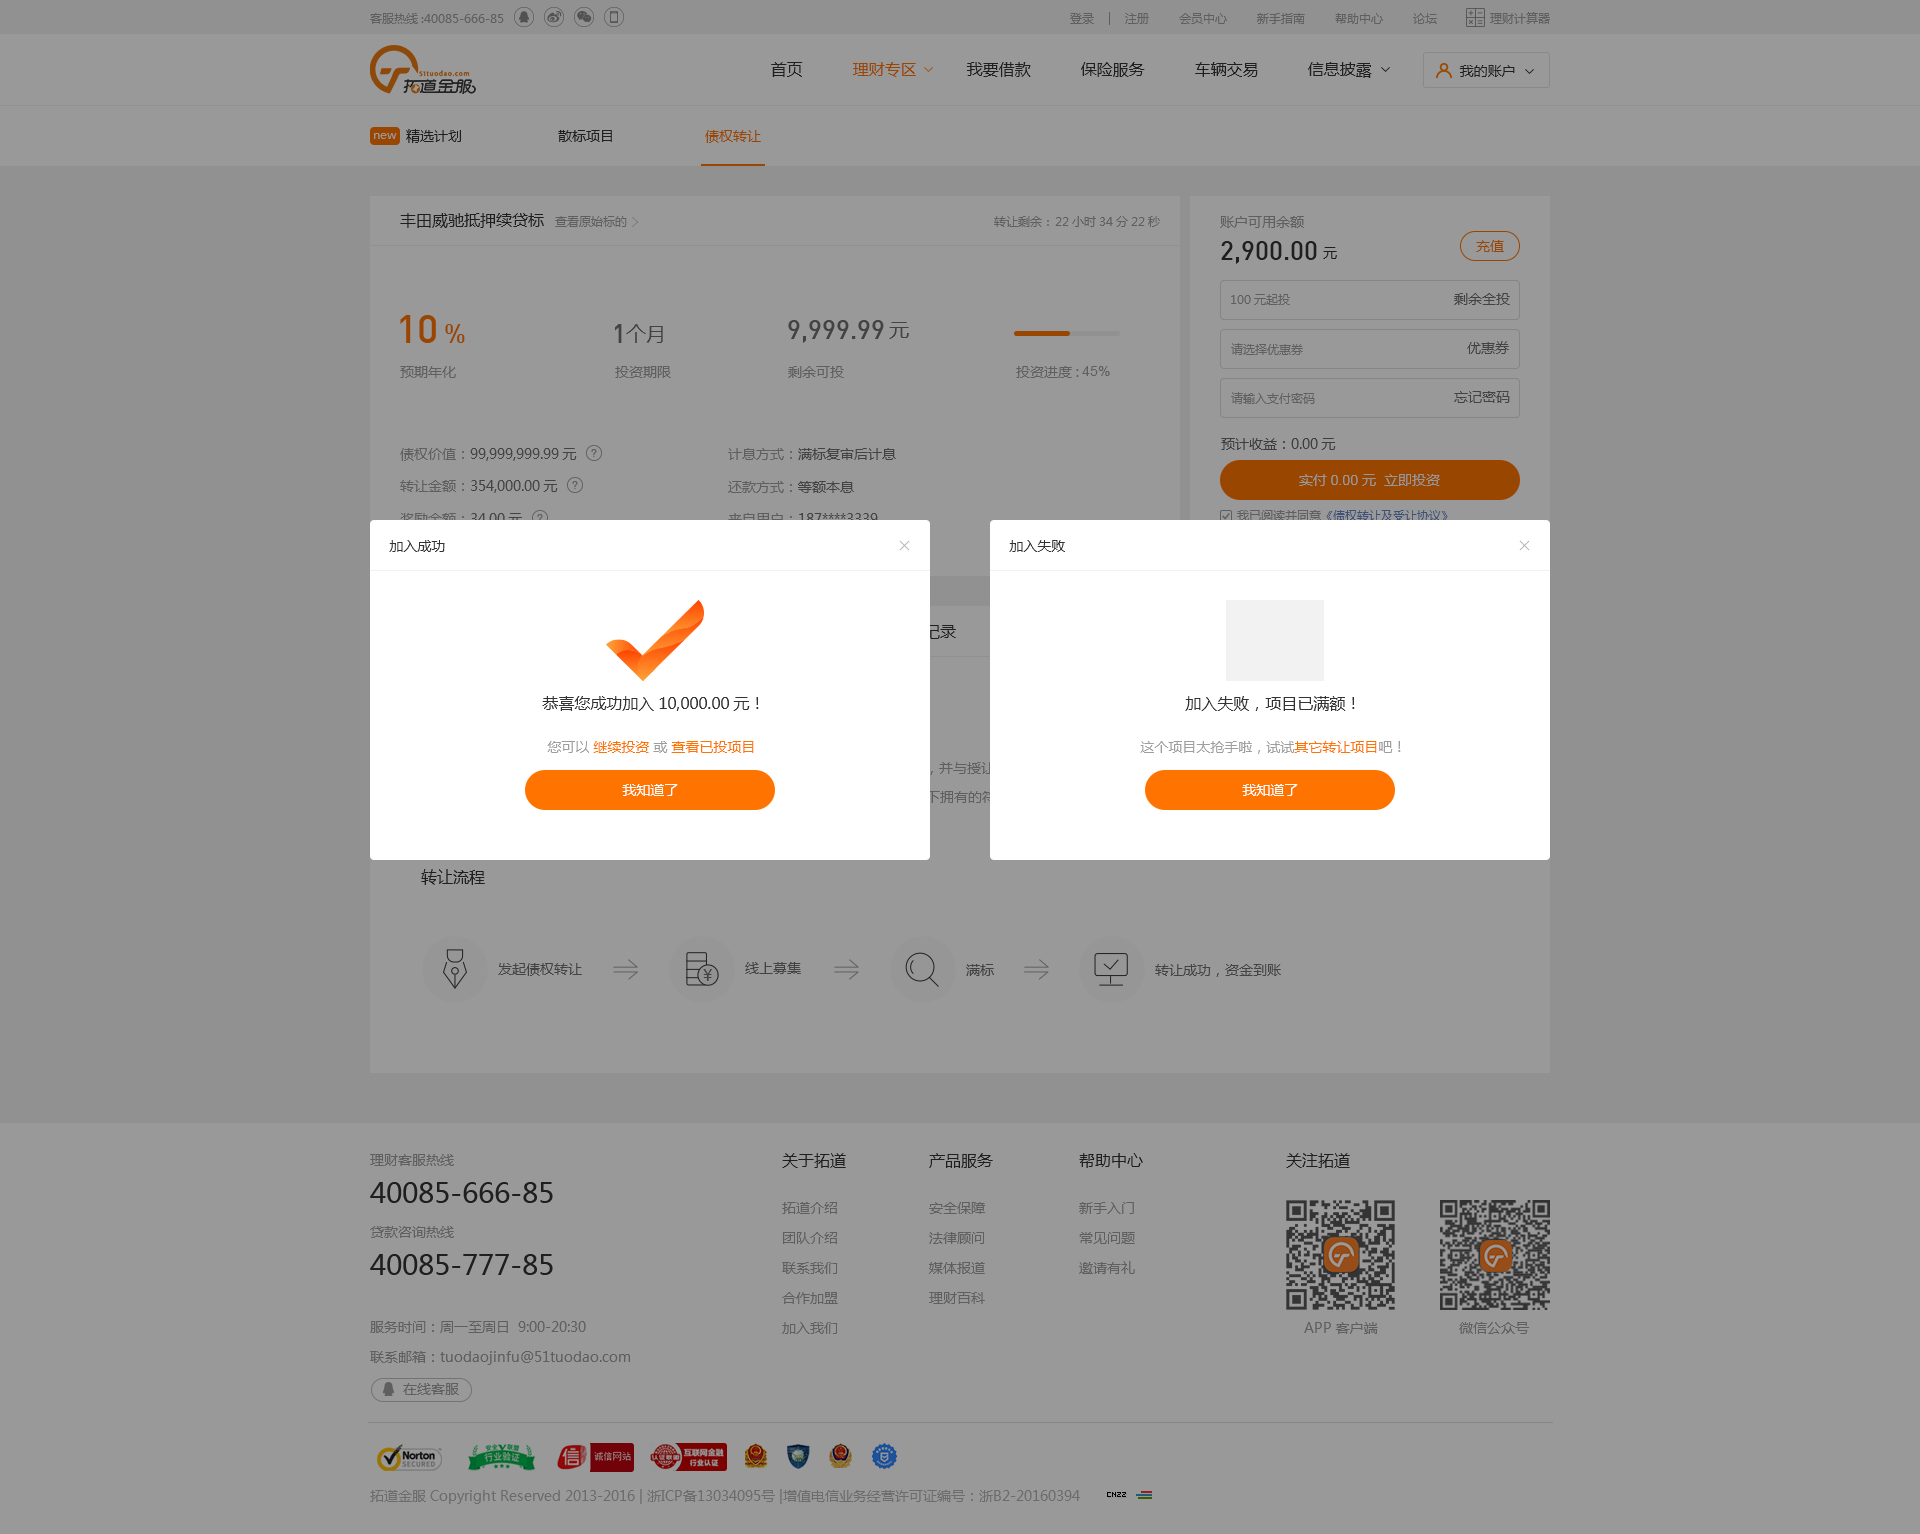 客服热线 :40085-666-85
登录 | 注册 会员中心 新手指南 帮助中心 论坛 理财计算器
51tuodao.com
拓道金服
首页 理财专区 我要借款 保险服务 车辆交易 信息披露 我的账户
new 精选计划 散标项目 债权转让
丰田威驰抵押续贷标 查看原始标的 转让剩余：22 小时 34 分 22 秒
10 %
预期年化
1个月
投资期限
9,999.99 元
剩余可投
投资进度 : 45%
债权价值：99,999,999.99 元 ?
计息方式：满标复审后计息
转让金额：354,000.00 元 ?
还款方式：等额本息
奖励金额：34.00 元 ?
来自用户：187****3339
账户可用余额
2,900.00 元
充值
100 元起投 剩余全投
请选择优惠券 优惠券
请输入支付密码 忘记密码
预计收益：0.00 元
实付 0.00 元 立即投资
我已阅读并同意《债权转让及受让协议》
加入成功
恭喜您成功加入 10,000.00 元！
您可以 继续投资 或 查看已投项目
我知道了
记录
，并与授让
下拥有的符
加入失败
加入失败，项目已满额！
这个项目太抢手啦，试试其它转让项目吧！
我知道了
转让流程
发起债权转让
线上募集
满标
转让成功，资金到账
理财客服热线
40085-666-85
贷款咨询热线
40085-777-85
服务时间：周一至周日 9:00-20:30
联系邮箱：tuodaojinfu@51tuodao.com
在线客服
关于拓道
拓道介绍
团队介绍
联系我们
合作加盟
加入我们
产品服务
安全保障
法律顾问
媒体报道
理财百科
帮助中心
新手入门
常见问题
邀请有礼
关注拓道
APP 客户端
微信公众号
Norton
SECURED
安全联盟
行业验证
信 诚信网站
互联网金融
行业认证
拓道金服 Copyright Reserved 2013-2016 | 浙ICP备13034095号 |增值电信业务经营许可证编号：浙B2-20160394
CNZZ